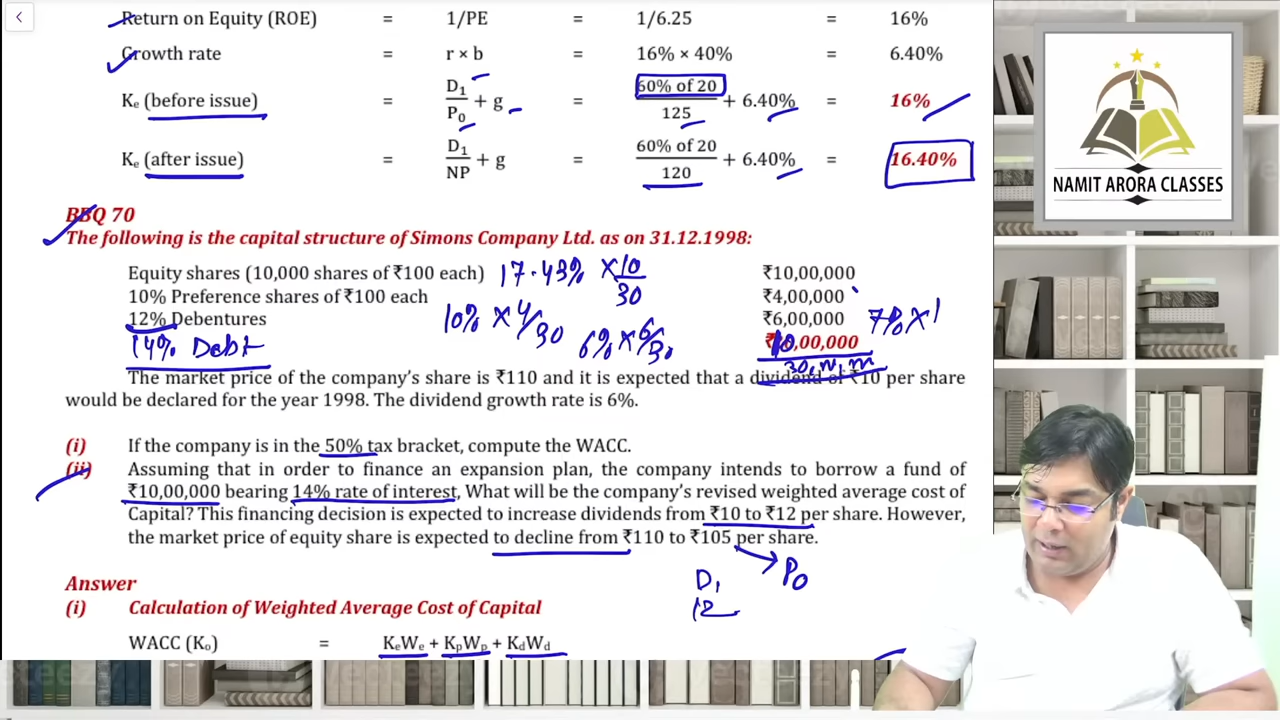 Return on Equity (ROE) = 1/PE = 1/6.25 = 16%
Growth rate = r × b = 16% × 40% = 6.40%
Kₑ (before issue) = D₁/P₀ + g = 60% of 20/125 + 6.40% = 16%
Kₑ (after issue) = D₁/NP + g = 60% of 20/120 + 6.40% = 16.40%
NAMIT ARORA CLASSES
BBQ 70
The following is the capital structure of Simons Company Ltd. as on 31.12.1998:
Equity shares (10,000 shares of ₹100 each) 17.43% × 10/30 ₹10,00,000
10% Preference shares of ₹100 each 10% × 4/30 ₹4,00,000
12% Debentures 6% × 6/30 ₹6,00,000 7% × 1
14% Debt 10 ,00,000
30,
The market price of the company's share is ₹110 and it is expected that a dividend of ₹10 per share
would be declared for the year 1998. The dividend growth rate is 6%.
(i) If the company is in the 50% tax bracket, compute the WACC.
(ii) Assuming that in order to finance an expansion plan, the company intends to borrow a fund of
₹10,00,000 bearing 14% rate of interest, What will be the company's revised weighted average cost of
Capital? This financing decision is expected to increase dividends from ₹10 to ₹12 per share. However,
the market price of equity share is expected to decline from ₹110 to ₹105 per share.
D₁ P₀
12
Answer
(i) Calculation of Weighted Average Cost of Capital
WACC (Kₒ) = KₑWₑ + KₚWₚ + K_dW_d